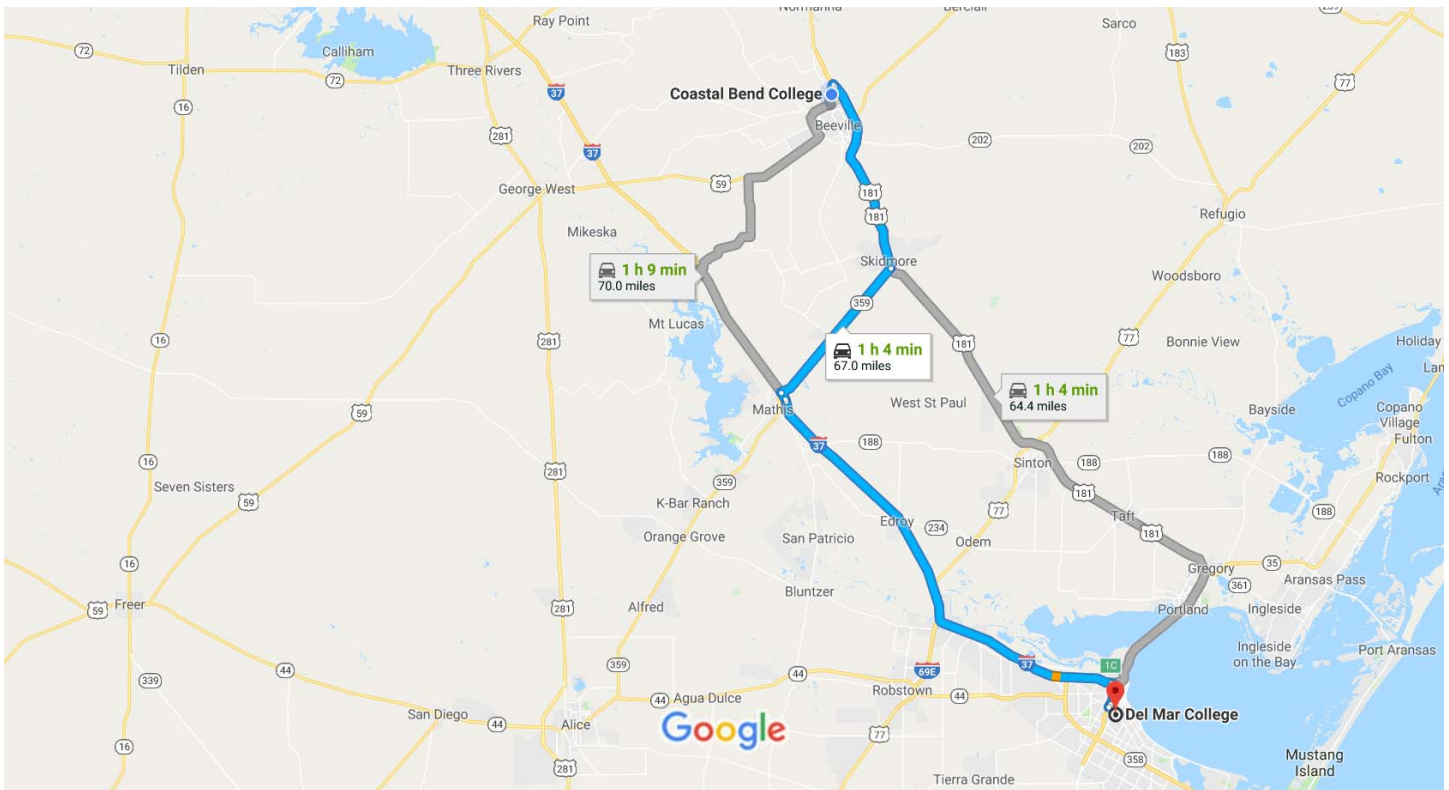 Normanna
Berclair
239
Ray Point
Sarco
72
Calliham
183
Tilden
72
Three Rivers
77
37
Coastal Bend College
16
Beeville
281
37
202
202
George West
59
181
181
Refugio
Mikeska
Skidmore
1 h 9 min
70.0 miles
Woodsboro
359
Mt Lucas
77
16
281
181
Bonnie View
Holiday
1 h 4 min
67.0 miles
Lan
Copano Bay
1 h 4 min
64.4 miles
59
Mathis
West St Paul
Bayside
Copano
Village
Fulton
37
188
188
188
16
281
Sinton
Rockport
Seven Sisters
359
181
59
K-Bar Ranch
77
Taft
188
Edroy
234
181
Orange Grove
San Patricio
Odem
16
Gregory
35
Aransas Pass
361
Bluntzer
59
Freer
281
Alfred
Portland
Ingleside
Ingleside
on the Bay
Port Aransas
359
37
1C
44
44
69E
339
Robstown
44
44
Agua Dulce
San Diego
44
Alice
Google
Del Mar College
77
16
358
Mustang
Island
281
Tierra Grande